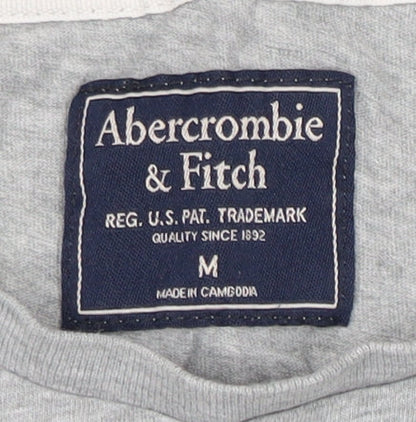 Abercrombie
& Fitch
REG. U.S. PAT. TRADEMARK
QUALITY SINCE 1892
M
MADE IN CAMBODIA